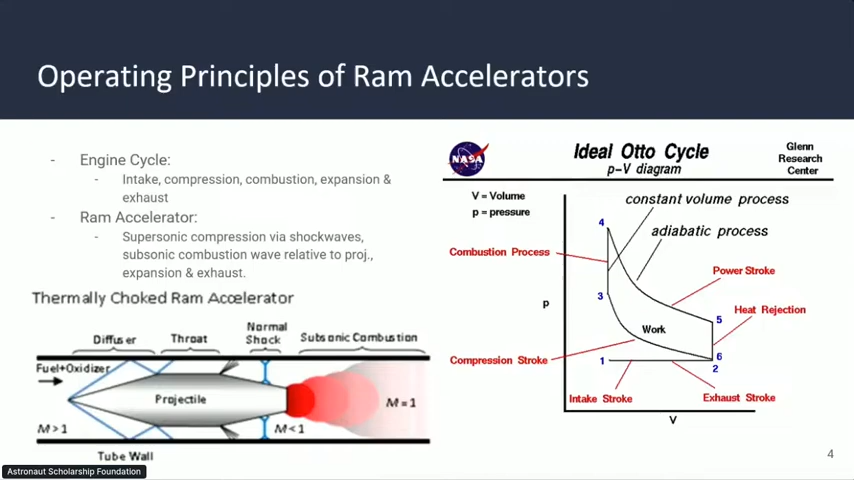 Operating Principles of Ram Accelerators
- Engine Cycle:
- Intake, compression, combustion, expansion &
exhaust
- Ram Accelerator:
- Supersonic compression via shockwaves,
subsonic combustion wave relative to proj.,
expansion & exhaust.
Thermally Choked Ram Accelerator
Diffuser
Throat
Normal
Shock
Subsonic Combustion
Fuel+Oxidizer
Projectile
M > 1
M < 1
M = 1
Tube Wall
NASA
Ideal Otto Cycle
p-V diagram
Glenn
Research
Center
V = Volume
p = pressure
constant volume process
adiabatic process
4
Combustion Process
Power Stroke
p
3
Heat Rejection
5
Work
Compression Stroke
1
6
2
Intake Stroke
Exhaust Stroke
V
4
Astronaut Scholarship Foundation